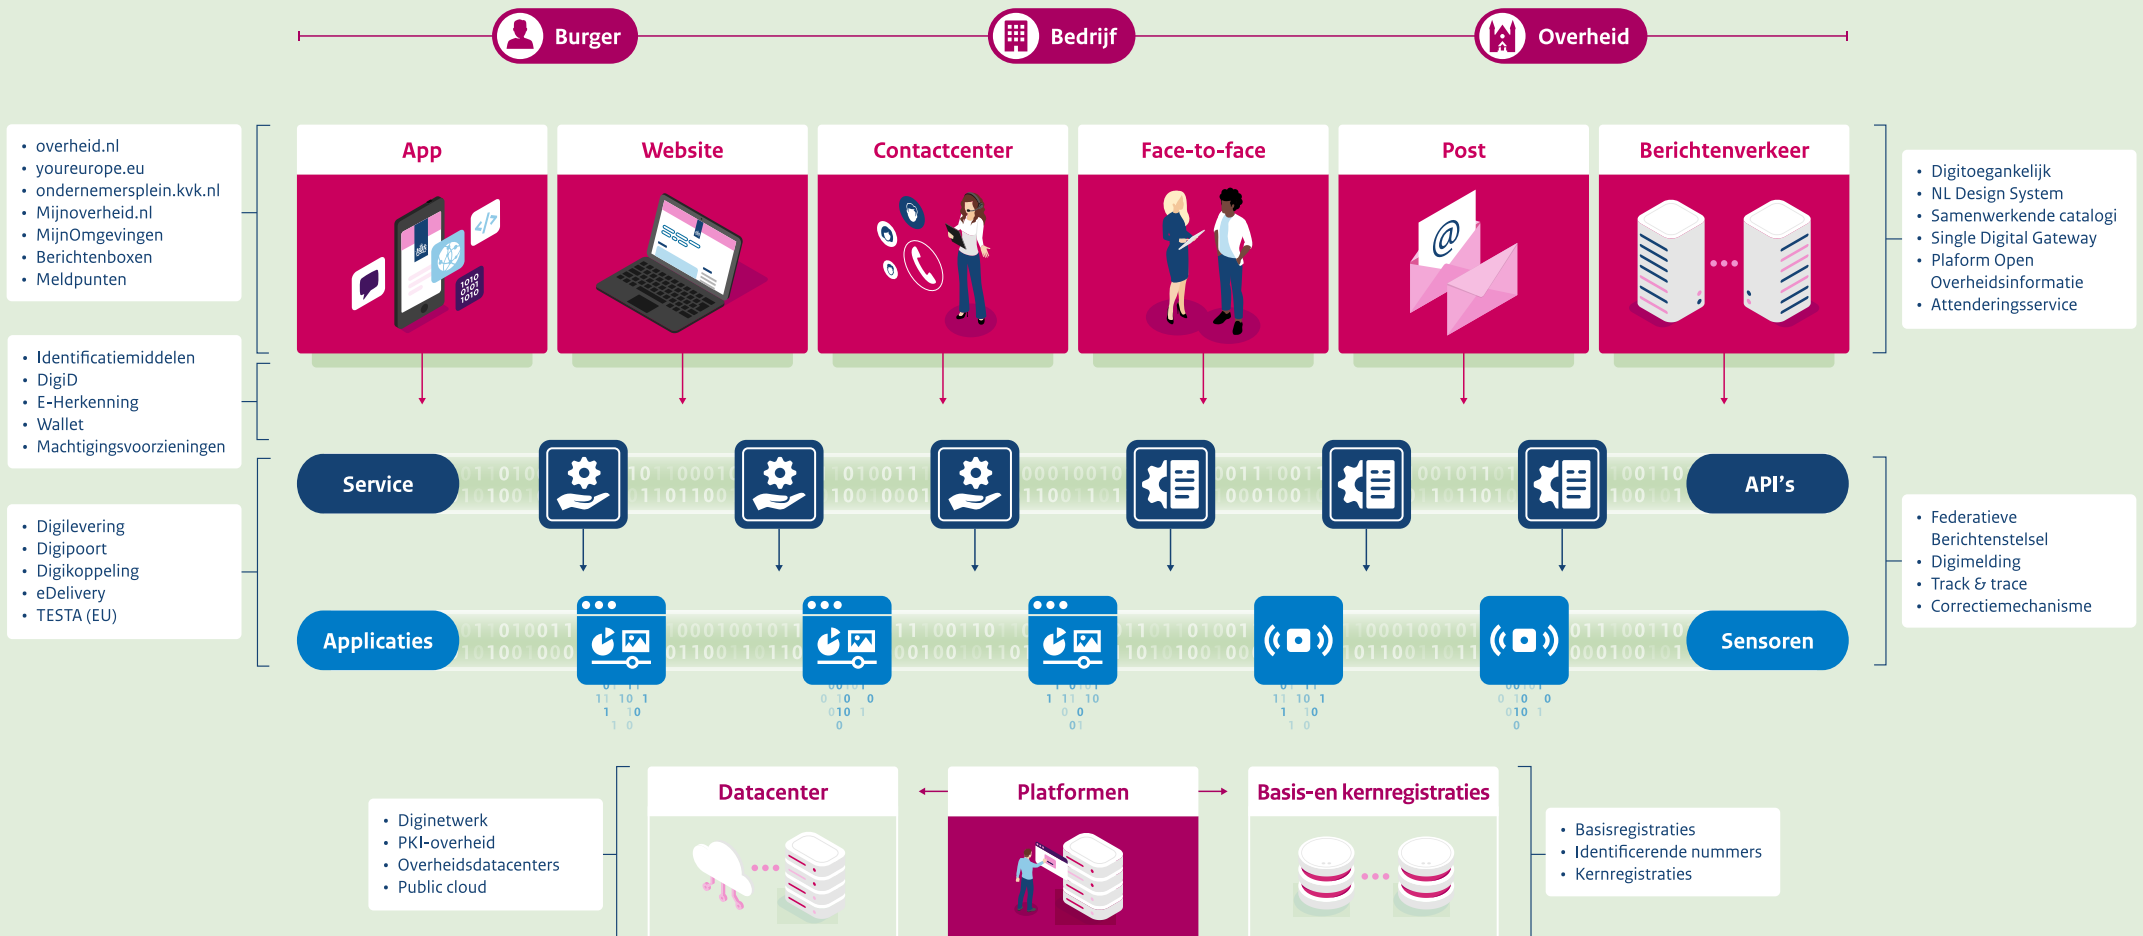 Burger
Bedrijf
Overheid
• overheid.nl
• youreurope.eu
• ondernemersplein.kvk.nl
• Mijnoverheid.nl
• MijnOmgevingen
• Berichtenboxen
• Meldpunten
App
Website
Contactcenter
Face-to-face
Post
Berichtenverkeer
• Digitoegankelijk
• NL Design System
• Samenwerkende catalogi
• Single Digital Gateway
• Plaform Open
Overheidsinformatie
• Attenderingsservice
• Identificatiemiddelen
• DigiD
• E-Herkenning
• Wallet
• Machtigingsvoorzieningen
Service
API's
• Digilevering
• Digipoort
• Digikoppeling
• eDelivery
• TESTA (EU)
• Federatieve
Berichtenstelsel
• Digimelding
• Track & trace
• Correctiemechanisme
Applicaties
Sensoren
Datacenter
Platformen
Basis-en kernregistraties
• Diginetwerk
• PKI-overheid
• Overheidsdatacenters
• Public cloud
• Basisregistraties
• Identificerende nummers
• Kernregistraties